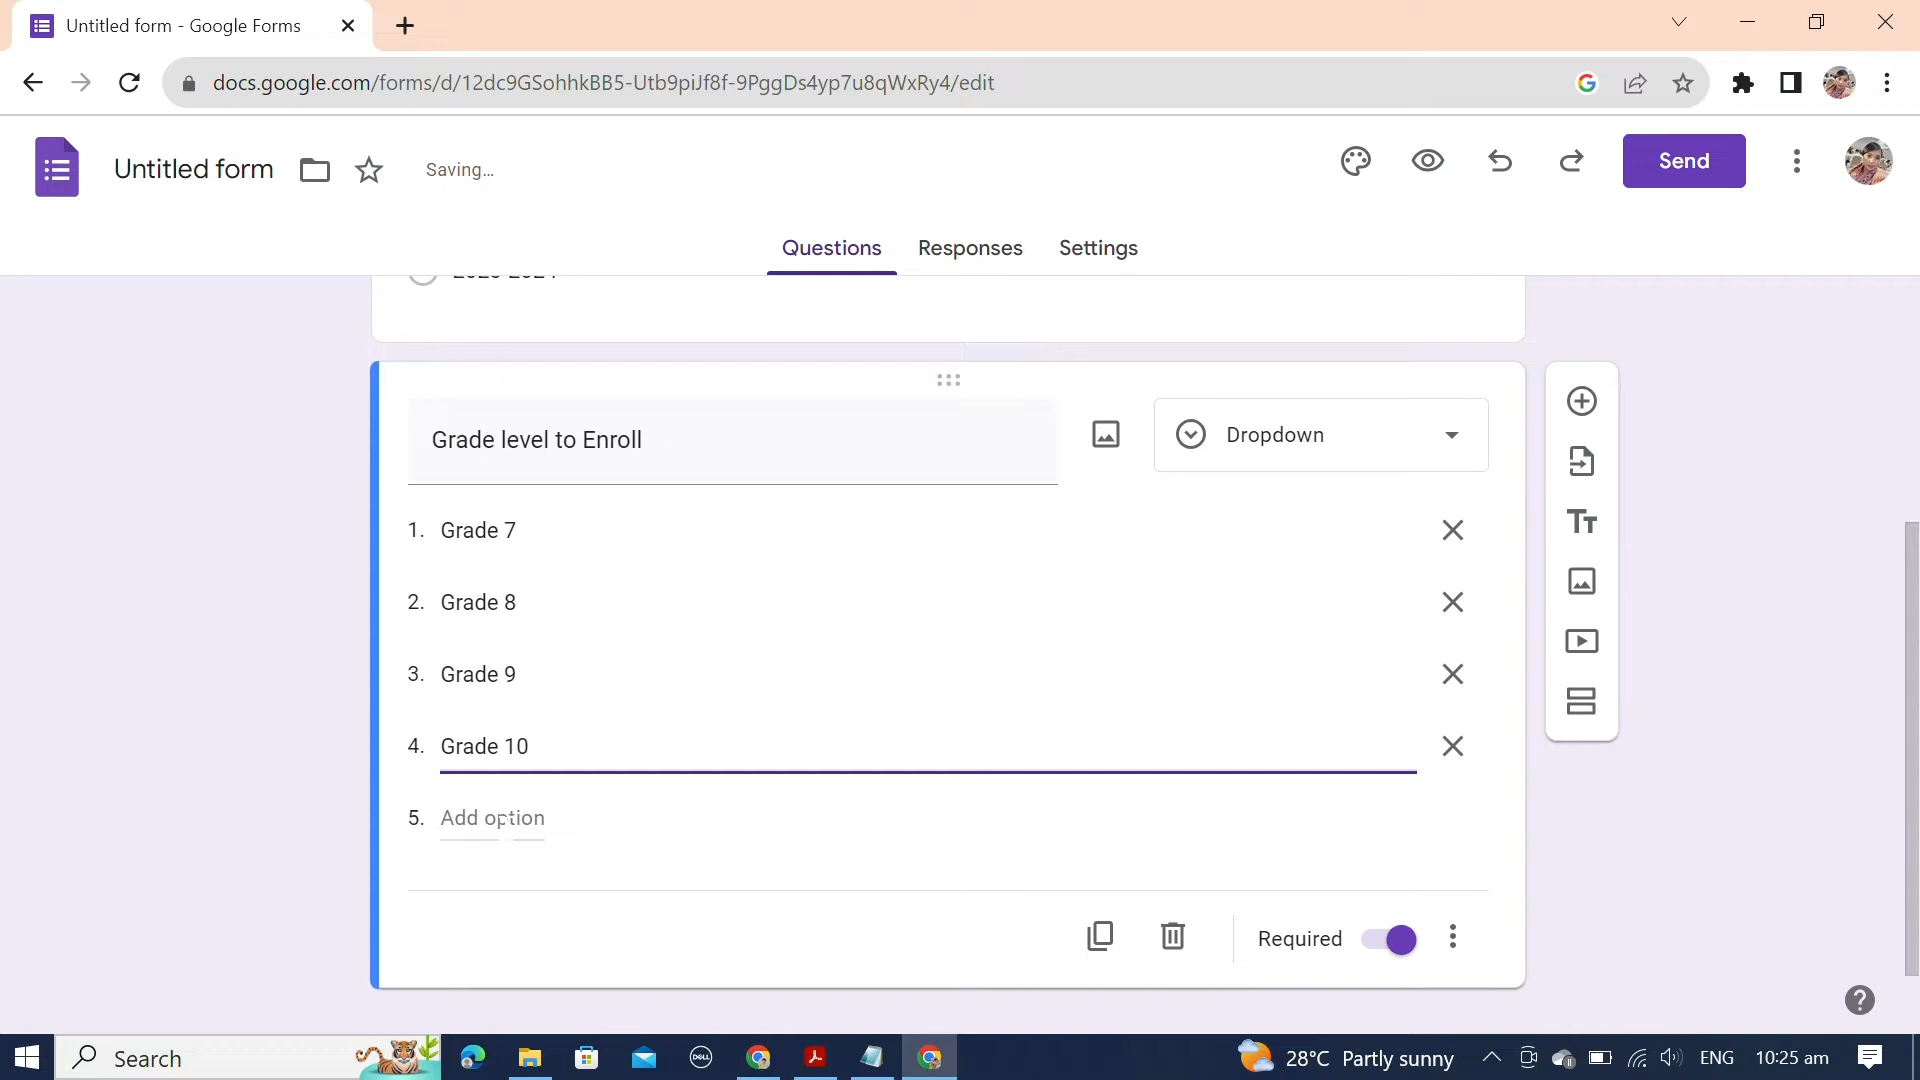 Untitled form - Google Forms
docs.google.com/forms/d/12dc9GSohhkBB5-Utb9piJf8f-9PggDs4yp7u8qWxRy4/edit
Untitled form
Saving...
Send
Questions
Responses
Settings
Grade level to Enroll
Dropdown
1. Grade 7
2. Grade 8
3. Grade 9
4. Grade 10
5. Add option
Required
Search
DELL
28°C Partly sunny
ENG
10:25 am